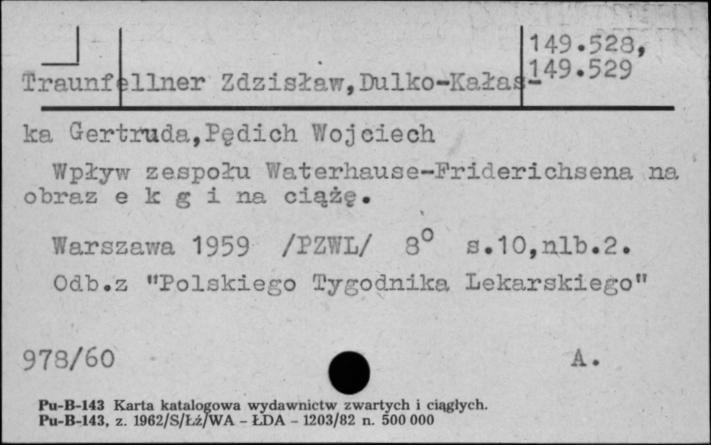 149.528,
149.529
Traunfellner Zdzisław,Dulko-Kałas-
ka Gertruda,Pędich Wojciech
Wpływ zespołu Waterhause-Friderichsena na
obraz e k g i na ciążę.
Warszawa 1959 /PZWL/ 8° s.10,nlb.2.
Odb.z "Polskiego Tygodnika Lekarskiego"
978/60 A.
Pu-B-143 Karta katalogowa wydawnictw zwartych i ciągłych.
Pu-B-143, z. 1962/S/Łź/WA - ŁDA - 1203/82 n. 500 000